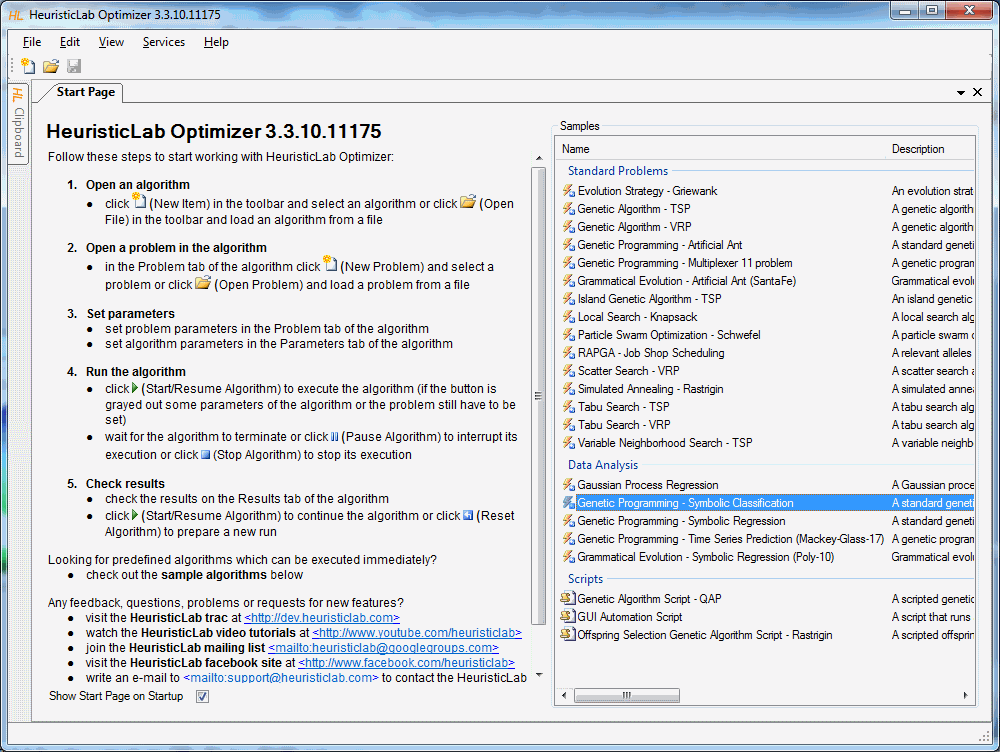 HL HeuristicLab Optimizer 3.3.10.11175
File Edit View Services Help
HL Clipboard
Start Page
HeuristicLab Optimizer 3.3.10.11175
Follow these steps to start working with HeuristicLab Optimizer:
1. Open an algorithm
• click (New Item) in the toolbar and select an algorithm or click (Open
File) in the toolbar and load an algorithm from a file
2. Open a problem in the algorithm
• in the Problem tab of the algorithm click (New Problem) and select a
problem or click (Open Problem) and load a problem from a file
3. Set parameters
• set problem parameters in the Problem tab of the algorithm
• set algorithm parameters in the Parameters tab of the algorithm
4. Run the algorithm
• click (Start/Resume Algorithm) to execute the algorithm (if the button is
grayed out some parameters of the algorithm or the problem still have to be
set)
• wait for the algorithm to terminate or click (Pause Algorithm) to interrupt its
execution or click (Stop Algorithm) to stop its execution
5. Check results
• check the results on the Results tab of the algorithm
• click (Start/Resume Algorithm) to continue the algorithm or click (Reset
Algorithm) to prepare a new run
Looking for predefined algorithms which can be executed immediately?
• check out the sample algorithms below
Any feedback, questions, problems or requests for new features?
• visit the HeuristicLab trac at <http://dev.heuristiclab.com>
• watch the HeuristicLab video tutorials at <http://www.youtube.com/heuristiclab>
• join the HeuristicLab mailing list <mailto:heuristiclab@googlegroups.com>
• visit the HeuristicLab facebook site at <http://www.facebook.com/heuristiclab>
• write an e-mail to <mailto:support@heuristiclab.com> to contact the HeuristicLab
Show Start Page on Startup
Samples
Name Description
Standard Problems
Evolution Strategy - Griewank An evolution strat
Genetic Algorithm - TSP A genetic algorith
Genetic Algorithm - VRP A genetic algorith
Genetic Programming - Artificial Ant A standard geneti
Genetic Programming - Multiplexer 11 problem A genetic program
Grammatical Evolution - Artificial Ant (SantaFe) Grammatical evol
Island Genetic Algorithm - TSP An island genetic
Local Search - Knapsack A local search alg
Particle Swarm Optimization - Schwefel A particle swarm o
RAPGA - Job Shop Scheduling A relevant alleles
Scatter Search - VRP A scatter search a
Simulated Annealing - Rastrigin A simulated annea
Tabu Search - TSP A tabu search alg
Tabu Search - VRP A tabu search alg
Variable Neighborhood Search - TSP A variable neighb
Data Analysis
Gaussian Process Regression A Gaussian proce
Genetic Programming - Symbolic Classification A standard geneti
Genetic Programming - Symbolic Regression A standard geneti
Genetic Programming - Time Series Prediction (Mackey-Glass-17) A genetic program
Grammatical Evolution - Symbolic Regression (Poly-10) Grammatical evol
Scripts
Genetic Algorithm Script - QAP A scripted genetic
GUI Automation Script A script that runs
Offspring Selection Genetic Algorithm Script - Rastrigin A scripted offsprin